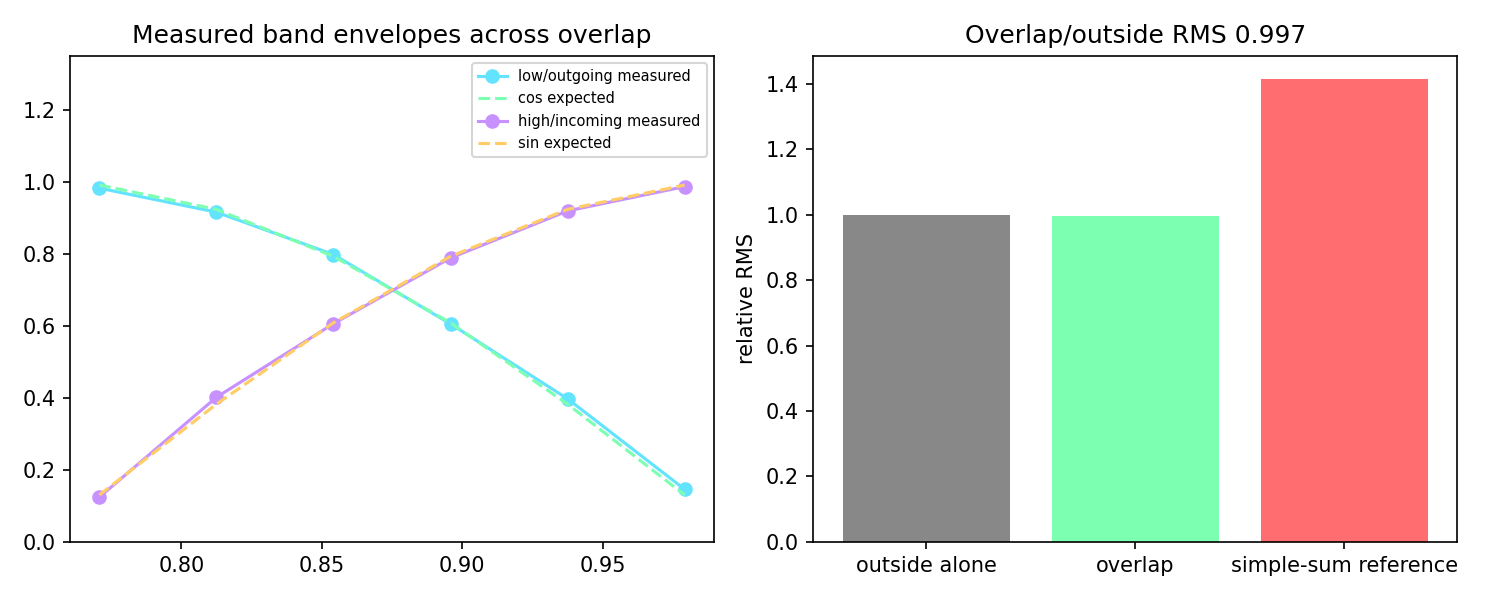 Measured band envelopes across overlap
low/outgoing measured
cos expected
high/incoming measured
sin expected
1.2
1.0
0.8
0.6
0.4
0.2
0.0
0.80 0.85 0.90 0.95
Overlap/outside RMS 0.997
relative RMS
1.4
1.2
1.0
0.8
0.6
0.4
0.2
0.0
outside alone overlap simple-sum reference